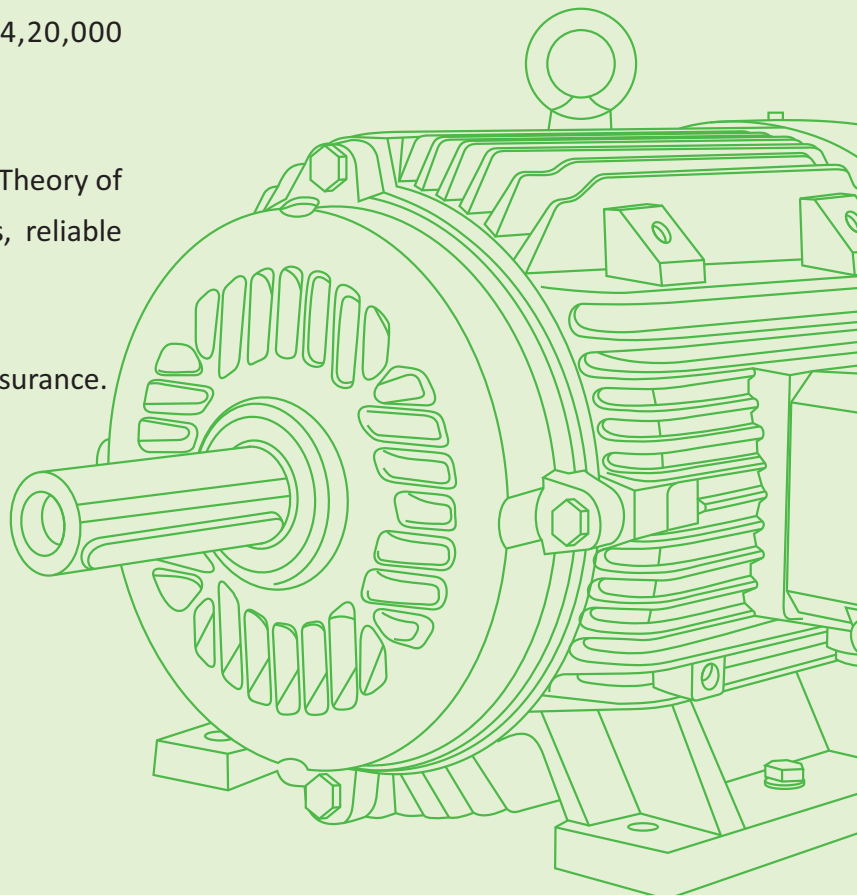 4,20,000
Theory of
s, reliable
surance.